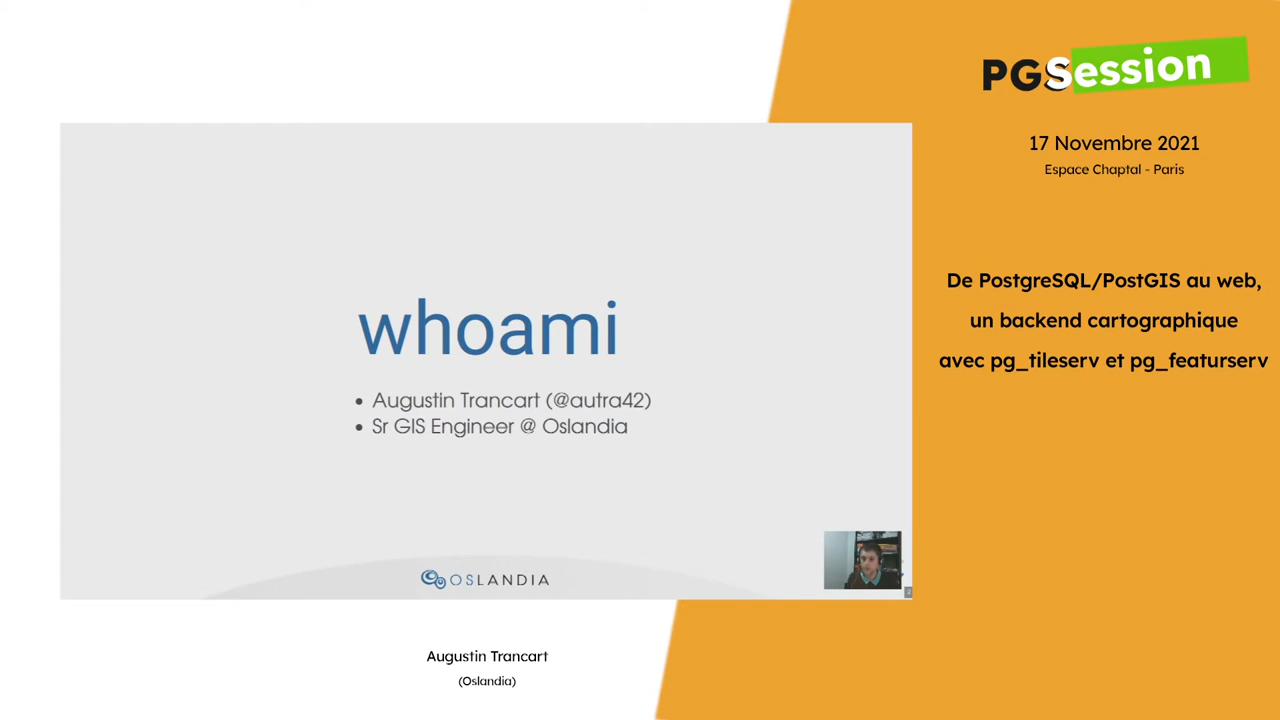 PGSession
17 Novembre 2021
Espace Chaptal - Paris
De PostgreSQL/PostGIS au web,
un backend cartographique
avec pg_tileserv et pg_featurserv
whoami
• Augustin Trancart (@autra42)
• Sr GIS Engineer @ Oslandia
OSLANDIA
2
Augustin Trancart
(Oslandia)